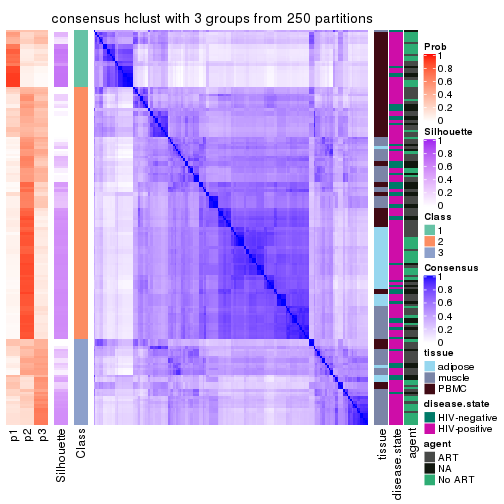 consensus hclust with 3 groups from 250 partitions
Prob
1
0.8
0.6
0.4
0.2
0
Silhouette
1
0.8
0.6
0.4
0.2
0
Class
1
2
3
Consensus
1
0.8
0.6
0.4
0.2
0
tissue
adipose
muscle
PBMC
disease.state
HIV-negative
HIV-positive
agent
ART
NA
No ART
p1
p2
p3
Silhouette
Class
tissue
disease.state
agent